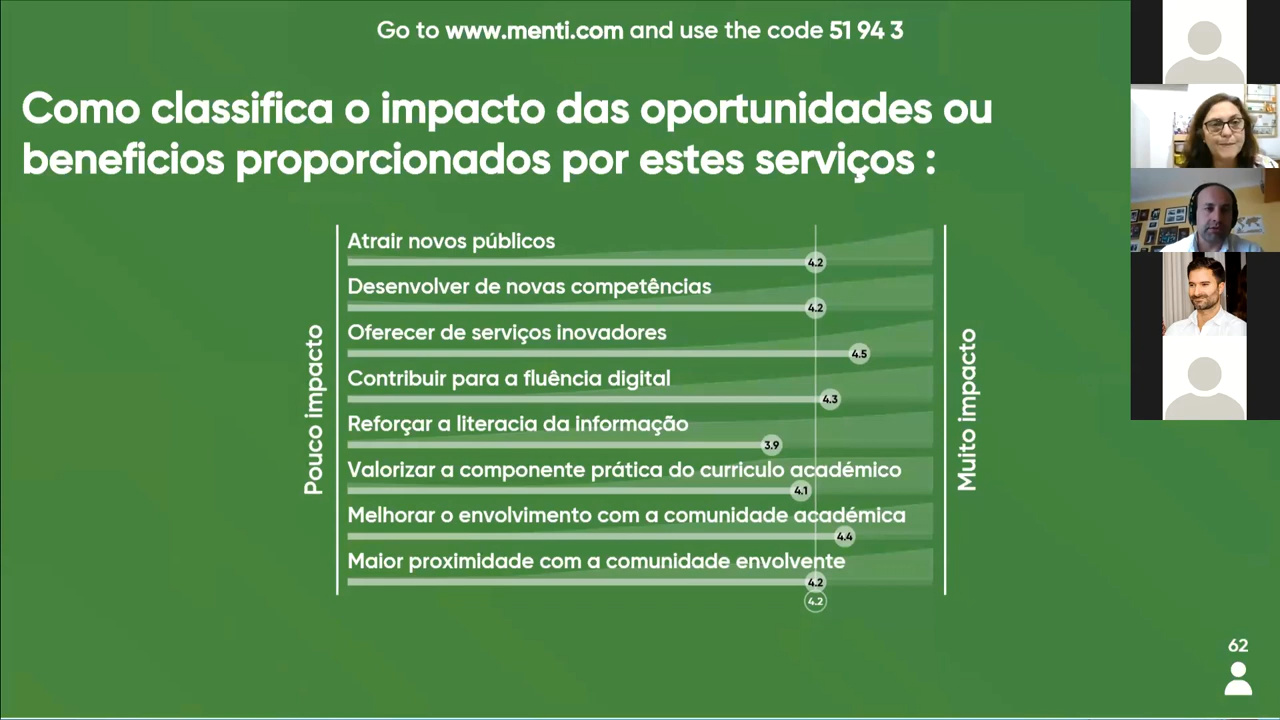 Go to www.menti.com and use the code 51 94 3
Como classifica o impacto das oportunidades ou
beneficios proporcionados por estes serviços :
Pouco impacto
Atrair novos públicos
4.2
Desenvolver de novas competências
4.2
Oferecer de serviços inovadores
4.5
Contribuir para a fluência digital
4.3
Reforçar a literacia da informação
3.9
Valorizar a componente prática do curriculo académico
4.1
Melhorar o envolvimento com a comunidade académica
4.4
Maior proximidade com a comunidade envolvente
4.2
4.2
Muito impacto
62